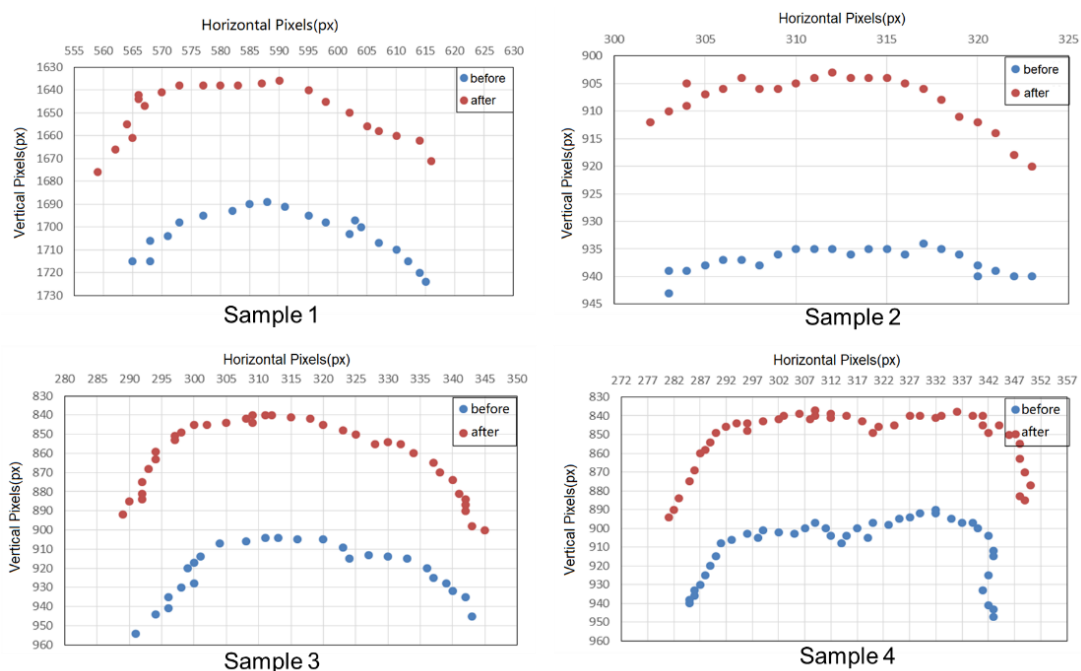 Horizontal Pixels(px)
555 560 565 570 575 580 585 590 595 600 605 610 615 620 625 630
1630
1640
1650
1660
1670
1680
1690
1700
1710
1720
1730
Vertical Pixels(px)
before
after
Sample 1
Horizontal Pixels(px)
300 305 310 315 320 325
900
905
910
915
920
925
930
935
940
945
Vertical Pixels(px)
before
after
Sample 2
Horizontal Pixels(px)
280 285 290 295 300 305 310 315 320 325 330 335 340 345 350
830
840
850
860
870
880
890
900
910
920
930
940
950
960
Vertical Pixels(px)
before
after
Sample 3
Horizontal Pixels(px)
272 277 282 287 292 297 302 307 312 317 322 327 332 337 342 347 352 357
830
840
850
860
870
880
890
900
910
920
930
940
950
960
Vertical Pixels(px)
before
after
Sample 4